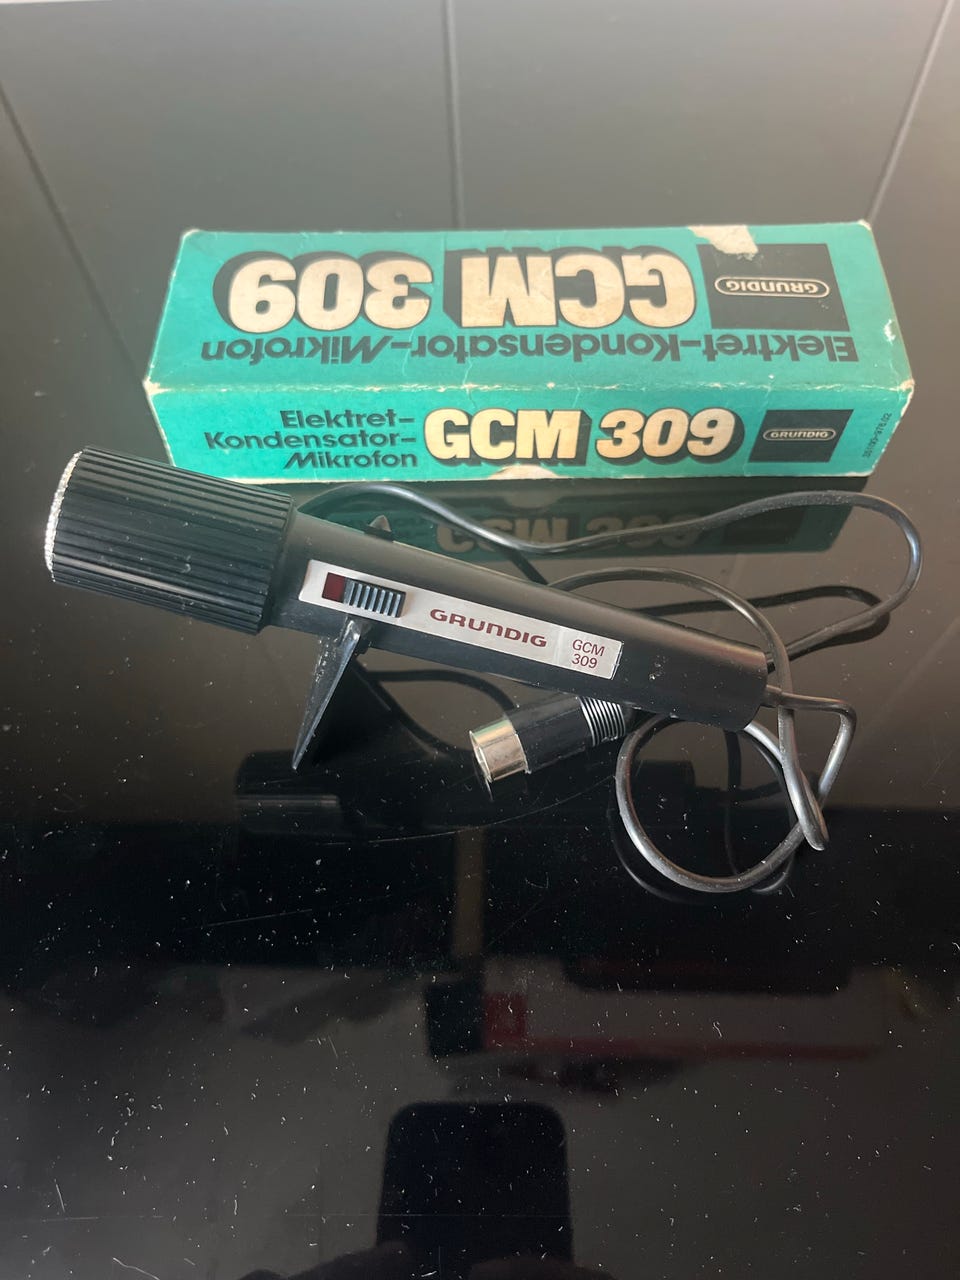 GCM 309
GRUNDIG
Elektret-Kondensator-Mikrofon
Elektret-
Kondensator-
Mikrofon
GCM 309
GRUNDIG
GRUNDIG
GCM
309